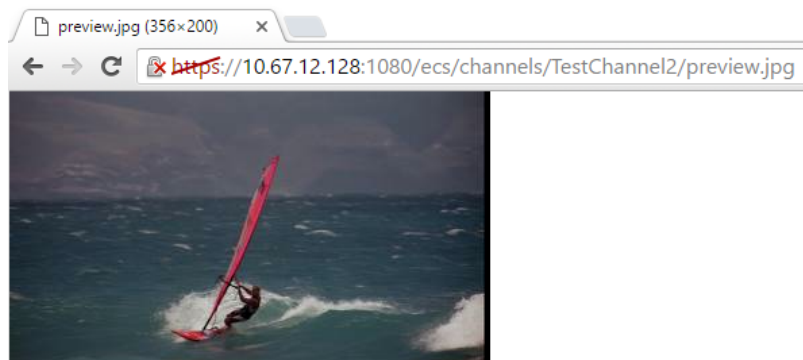 preview.jpg (356×200)
https://10.67.12.128:1080/ecs/channels/TestChannel2/preview.jpg